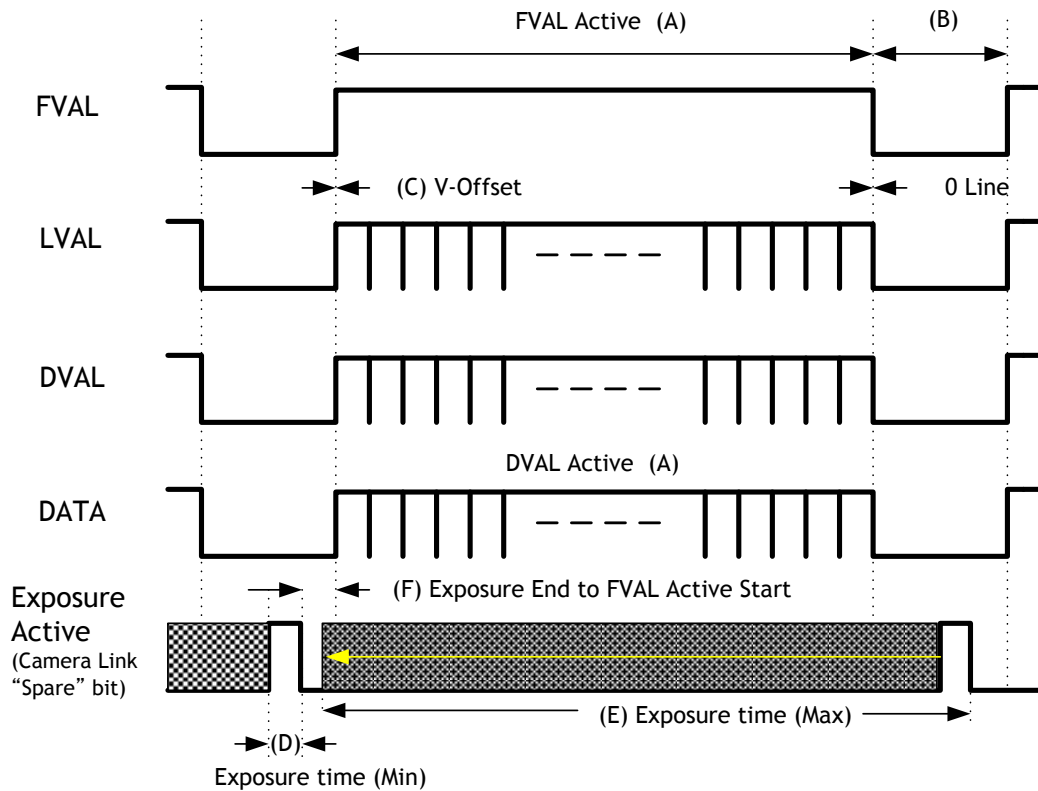 FVAL Active (A)
(B)
FVAL
(C) V-Offset
0 Line
LVAL
DVAL
DVAL Active (A)
DATA
(F) Exposure End to FVAL Active Start
Exposure
Active
(Camera Link
“Spare” bit)
(E) Exposure time (Max)
(D)
Exposure time (Min)